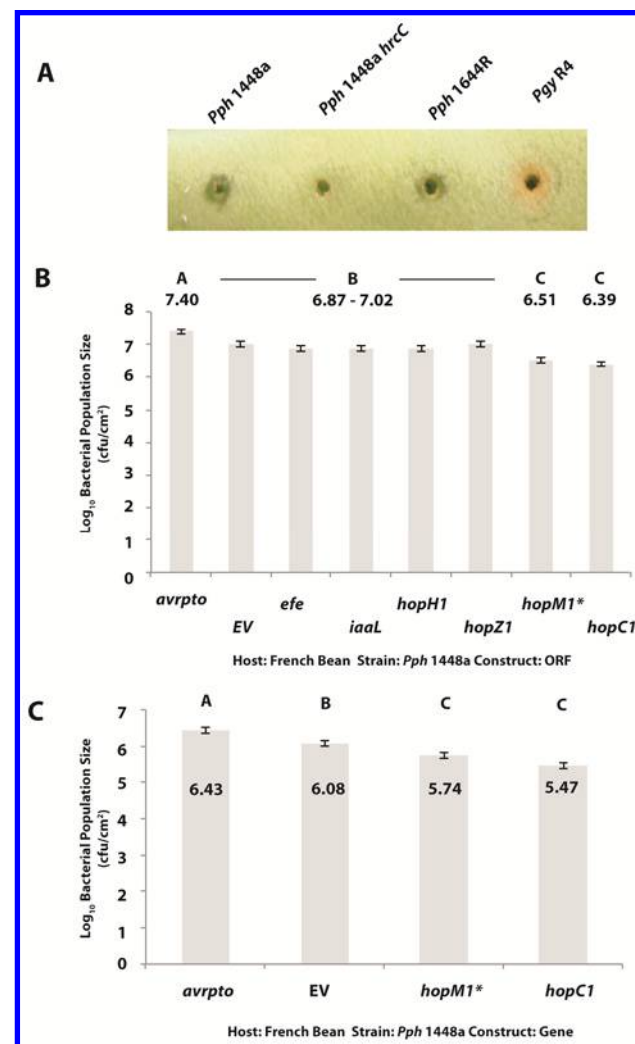 A
Pph 1448a
Pph 1448a hrcC
Pph 1644R
Pgy R4
B
A B C C
7.40 6.87 - 7.02 6.51 6.39
Log10 Bacterial Population Size
(cfu/cm²)
8
7
6
5
4
3
2
1
0
avrpto efe hopH1 hopM1*
EV iaaL hopZ1 hopC1
Host: French Bean Strain: Pph 1448a Construct: ORF
C
A B C C
Log10 Bacterial Population Size
(cfu/cm²)
7
6
5
4
3
2
1
0
6.43 6.08 5.74 5.47
avrpto EV hopM1* hopC1
Host: French Bean Strain: Pph 1448a Construct: Gene